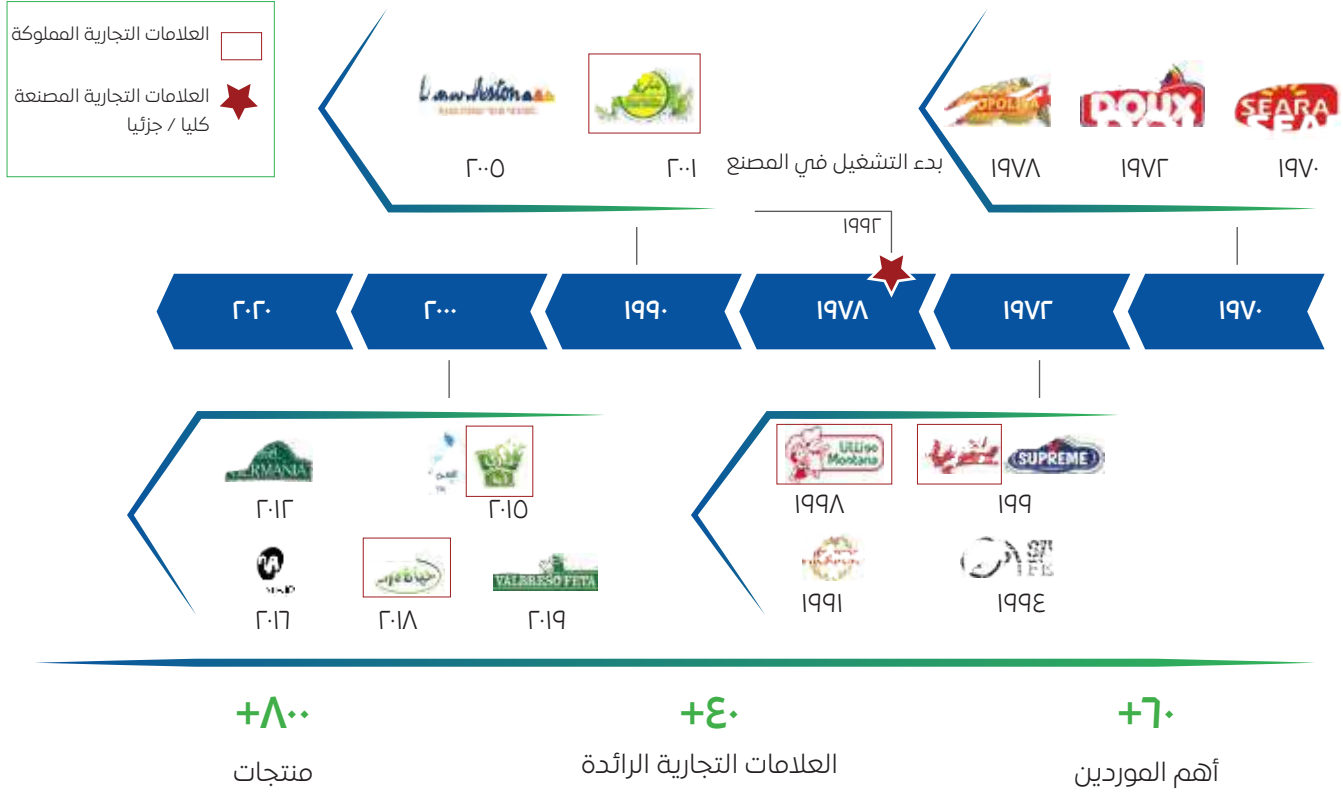 العلامات التجارية المملوكة
العلامات التجارية المصنعة
كليا / جزئيا
SEARA
DOUX
١٩٧٠
١٩٧٢
١٩٧٨
بدء التشغيل في المصنع
١٩٩٢
٢٠٠١
٢٠٠٥
١٩٧٠
١٩٧٢
١٩٧٨
١٩٩٠
٢٠٠٠
٢٠٢٠
SUPREME
١٩٩
Montana
١٩٩٨
١٩٩٤
١٩٩١
٢٠١٥
RMANIA
٢٠١٢
VALBRESO FETA
٢٠١٩
٢٠١٨
٢٠١٦
+٦٠
أهم الموردين
+٤٠
العلامات التجارية الرائدة
+٨٠٠
منتجات